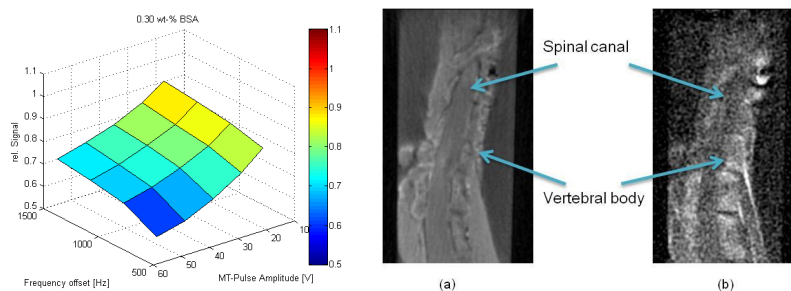 0.30 wt-% BSA
rel. Signal
1.1
1
0.9
0.8
0.7
0.6
0.5
1500
1000
500
Frequency offset [Hz]
60
50
40
30
20
10
MT-Pulse Amplitude [V]
1.1
1
0.9
0.8
0.7
0.6
0.5
Spinal canal
Vertebral body
(a)
(b)